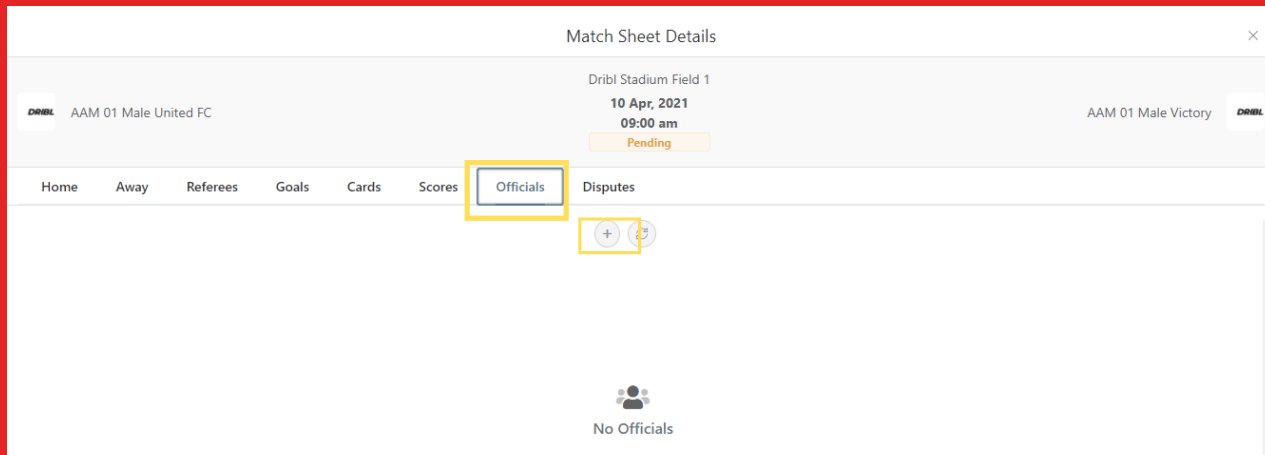 Match Sheet Details
Dribl Stadium Field 1
DRIBL AAM 01 Male United FC
10 Apr, 2021
09:00 am
Pending
AAM 01 Male Victory DRIBL
Home Away Referees Goals Cards Scores Officials Disputes
No Officials